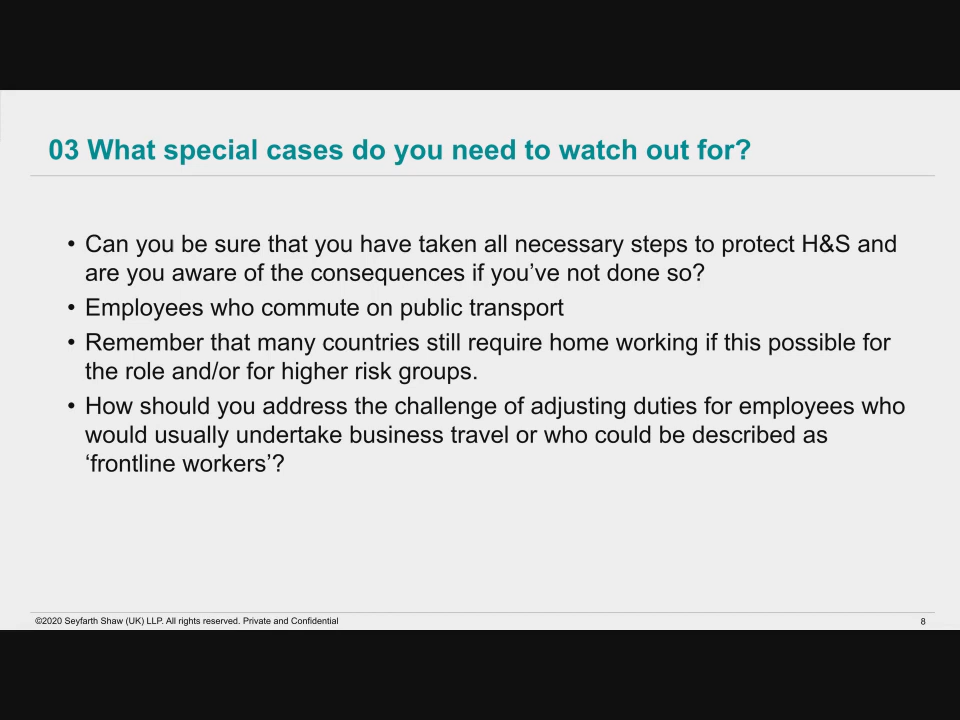 03 What special cases do you need to watch out for?
• Can you be sure that you have taken all necessary steps to protect H&S and
are you aware of the consequences if you’ve not done so?
• Employees who commute on public transport
• Remember that many countries still require home working if this possible for
the role and/or for higher risk groups.
• How should you address the challenge of adjusting duties for employees who
would usually undertake business travel or who could be described as
‘frontline workers’?
©2020 Seyfarth Shaw (UK) LLP. All rights reserved. Private and Confidential
8